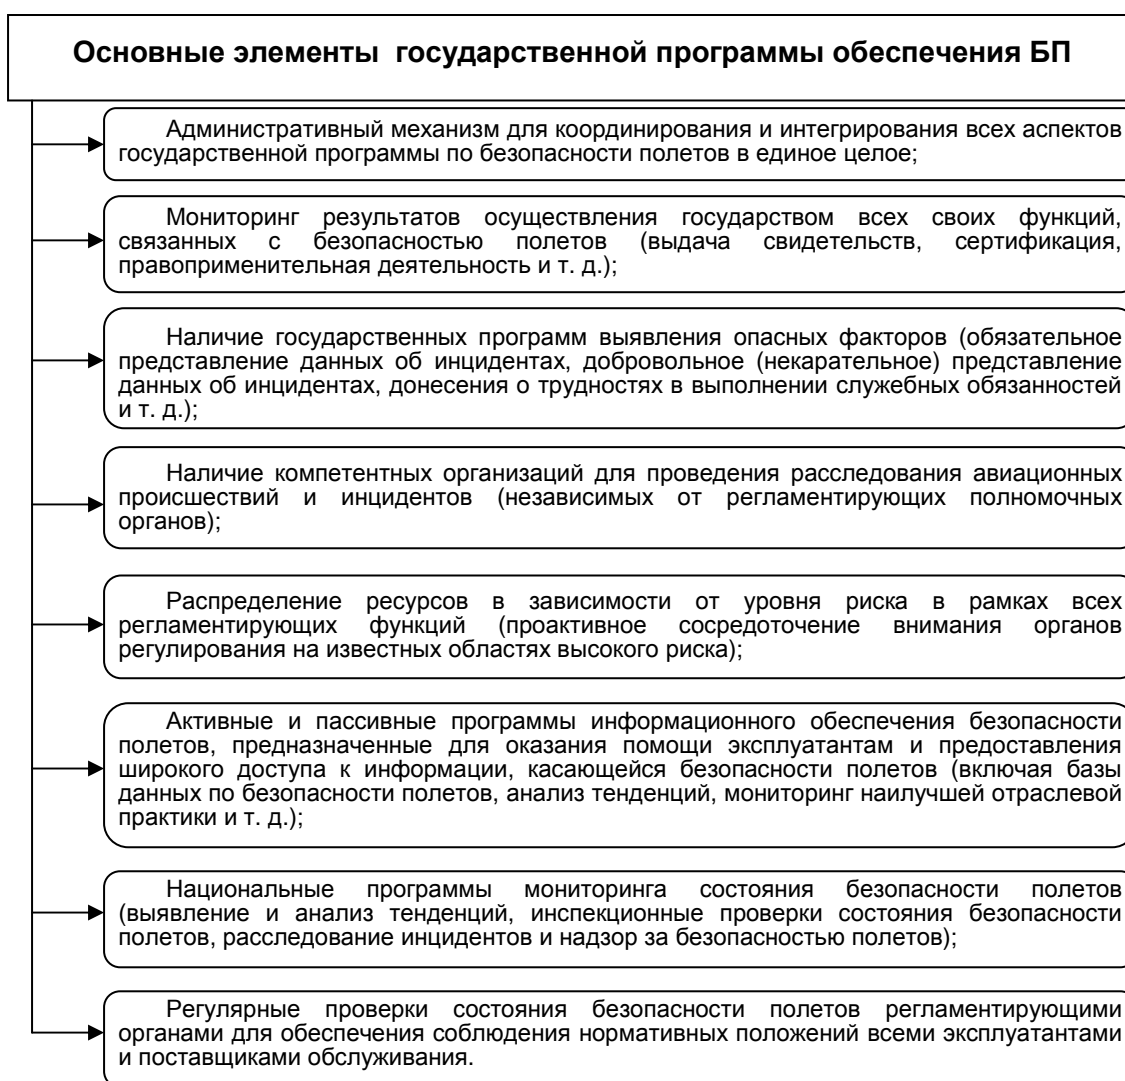 Основные элементы государственной программы обеспечения БП
Административный механизм для координирования и интегрирования всех аспектов
государственной программы по безопасности полетов в единое целое;
Мониторинг результатов осуществления государством всех своих функций,
связанных с безопасностью полетов (выдача свидетельств, сертификация,
правоприменительная деятельность и т. д.);
Наличие государственных программ выявления опасных факторов (обязательное
представление данных об инцидентах, добровольное (некарательное) представление
данных об инцидентах, донесения о трудностях в выполнении служебных обязанностей
и т. д.);
Наличие компетентных организаций для проведения расследования авиационных
происшествий и инцидентов (независимых от регламентирующих полномочных
органов);
Распределение ресурсов в зависимости от уровня риска в рамках всех
регламентирующих функций (проактивное сосредоточение внимания органов
регулирования на известных областях высокого риска);
Активные и пассивные программы информационного обеспечения безопасности
полетов, предназначенные для оказания помощи эксплуатантам и предоставления
широкого доступа к информации, касающейся безопасности полетов (включая базы
данных по безопасности полетов, анализ тенденций, мониторинг наилучшей отраслевой
практики и т. д.);
Национальные программы мониторинга состояния безопасности полетов
(выявление и анализ тенденций, инспекционные проверки состояния безопасности
полетов, расследование инцидентов и надзор за безопасностью полетов);
Регулярные проверки состояния безопасности полетов регламентирующими
органами для обеспечения соблюдения нормативных положений всеми эксплуатантами
и поставщиками обслуживания.